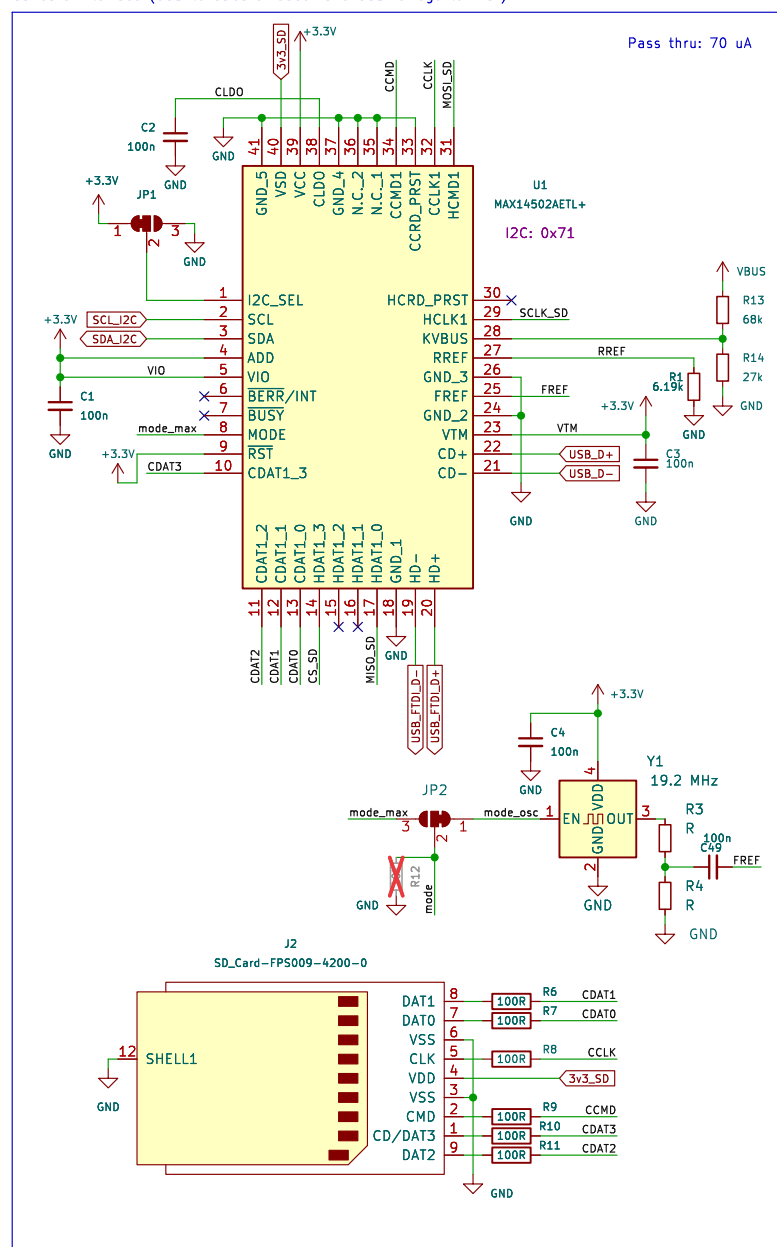 Pass thru: 70 uA
3v3_SD
+3.3V
CLDO
CCMD
CCLK
MOSI_SD
C2
100n
GND
GND
41
40
39
38
37
36
35
34
33
32
31
GND_5
VSD
VCC
CLDO
GND_4
N.C._2
N.C._1
CCMD1
CCRD_PRST
CCLK1
HCMD1
U1
MAX14502AETL+
I2C: 0x71
+3.3V
JP1
1
2
3
GND
1 I2C_SEL
SCL_I2C 2 SCL
SDA_I2C 3 SDA
+3.3V
4 ADD
VIO 5 VIO
6 BERR/INT
7 BUSY
mode_max 8 MODE
+3.3V 9 RST
CDAT3 10 CDAT1_3
C1
100n
GND
HCRD_PRST 30
HCLK1 29 SCLK_SD
KVBUS 28
RREF 27 RREF
GND_3 26
FREF 25 FREF
GND_2 24
VTM 23 VTM
CD+ 22 USB_D+
CD- 21 USB_D-
VBUS
R13
68k
R14
27k
GND
R1
6.19k
GND
+3.3V
C3
100n
GND
GND
CDAT1_2
CDAT1_1
CDAT1_0
HDAT1_3
HDAT1_2
HDAT1_1
HDAT1_0
GND_1
HD-
HD+
11
12
13
14
15
16
17
18
19
20
CDAT2
CDAT1
CDAT0
CS_SD
MISO_SD
GND
USB_FTDI_D-
USB_FTDI_D+
+3.3V
C4
100n
GND
Y1
19.2 MHz
4
VDD
1 EN OUT 3
GND
2
GND
JP2
mode_max 3
2
1 mode_osc
R12
GND
mode
R3
R
100n
C49
FREF
R4
R
GND
J2
SD_Card-FPS009-4200-0
12 SHELL1
GND
DAT1 8 100R R6 CDAT1
DAT0 7 100R R7 CDAT0
VSS 6
CLK 5 100R R8 CCLK
VDD 4 3v3_SD
VSS 3
CMD 2 100R R9 CCMD
CD/DAT3 1 100R R10 CDAT3
DAT2 9 100R R11 CDAT2
GND